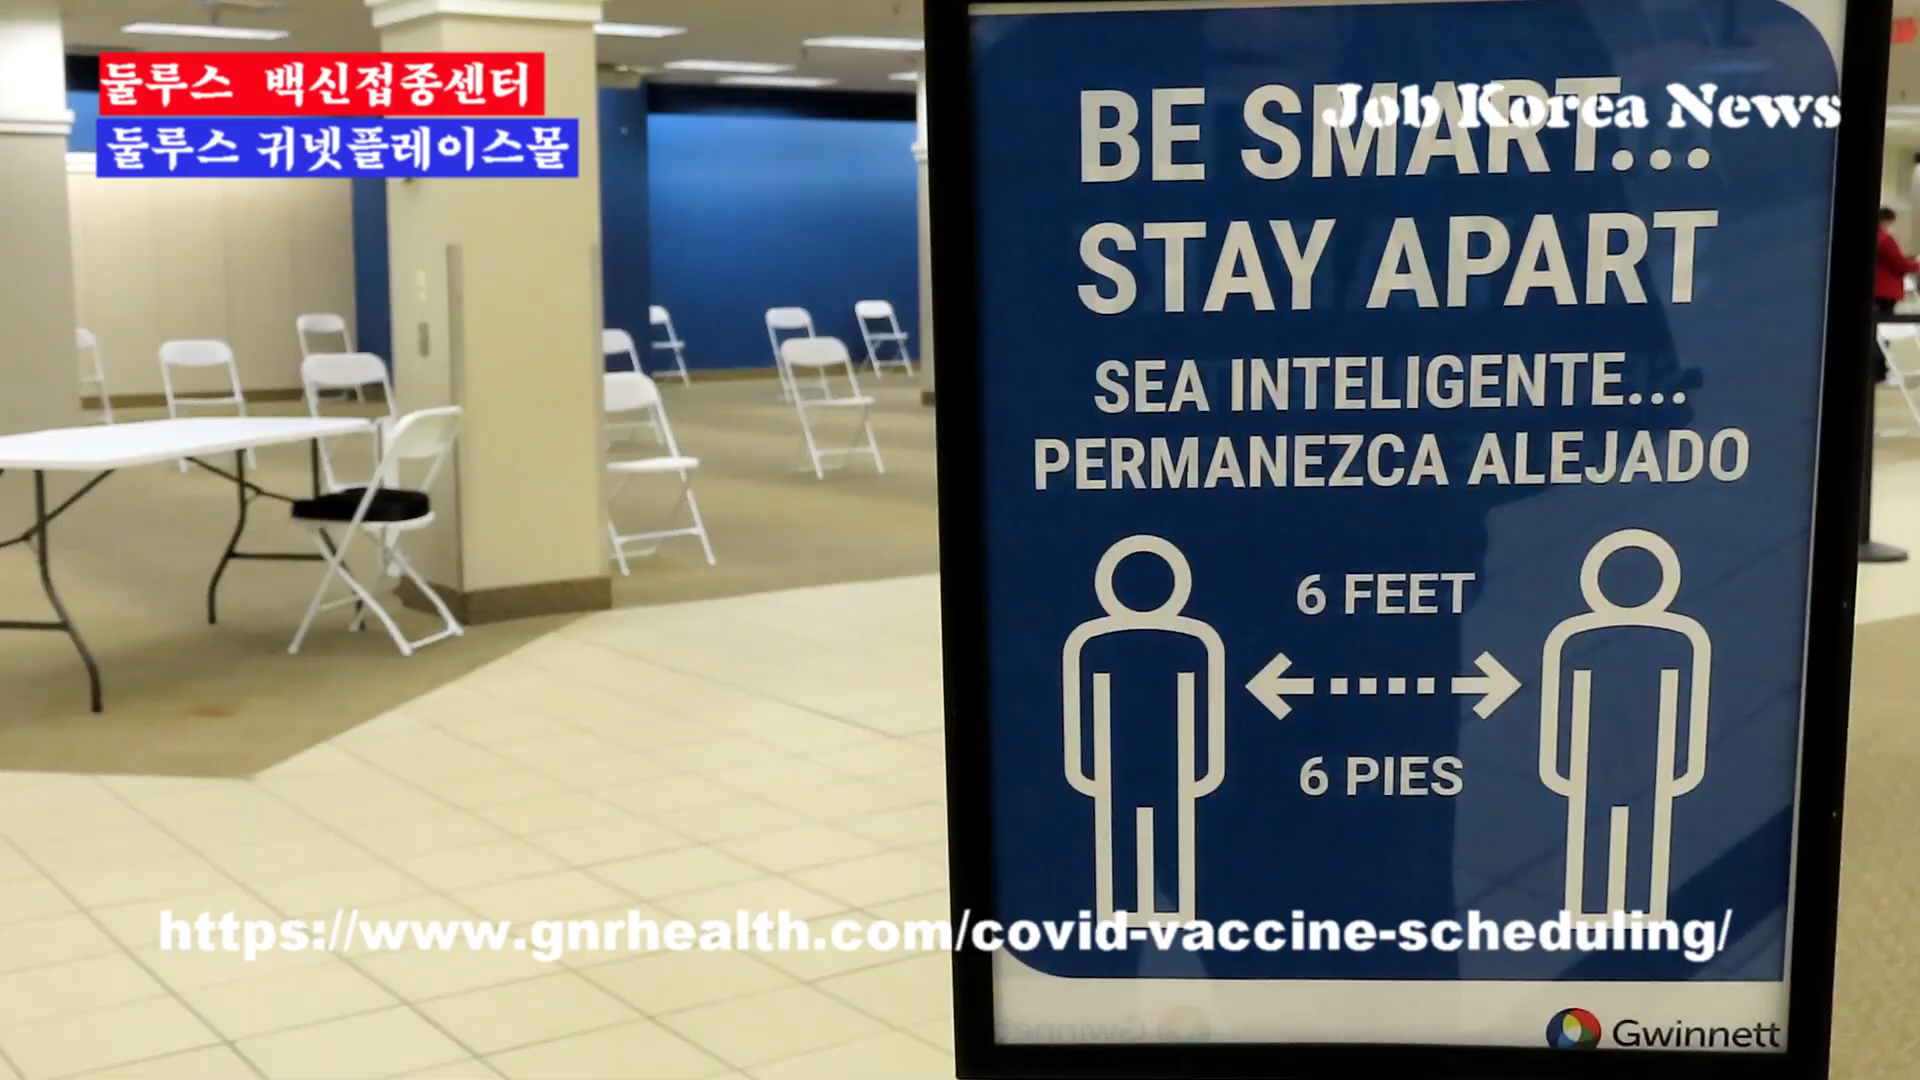 둘루스 백신접종센터
둘루스 귀넷플레이스몰
Job Korea News
BE SMART...
STAY APART
SEA INTELIGENTE...
PERMANEZCA ALEJADO
6 FEET
6 PIES
https://www.gnrhealth.com/covid-vaccine-scheduling/
Gwinnett